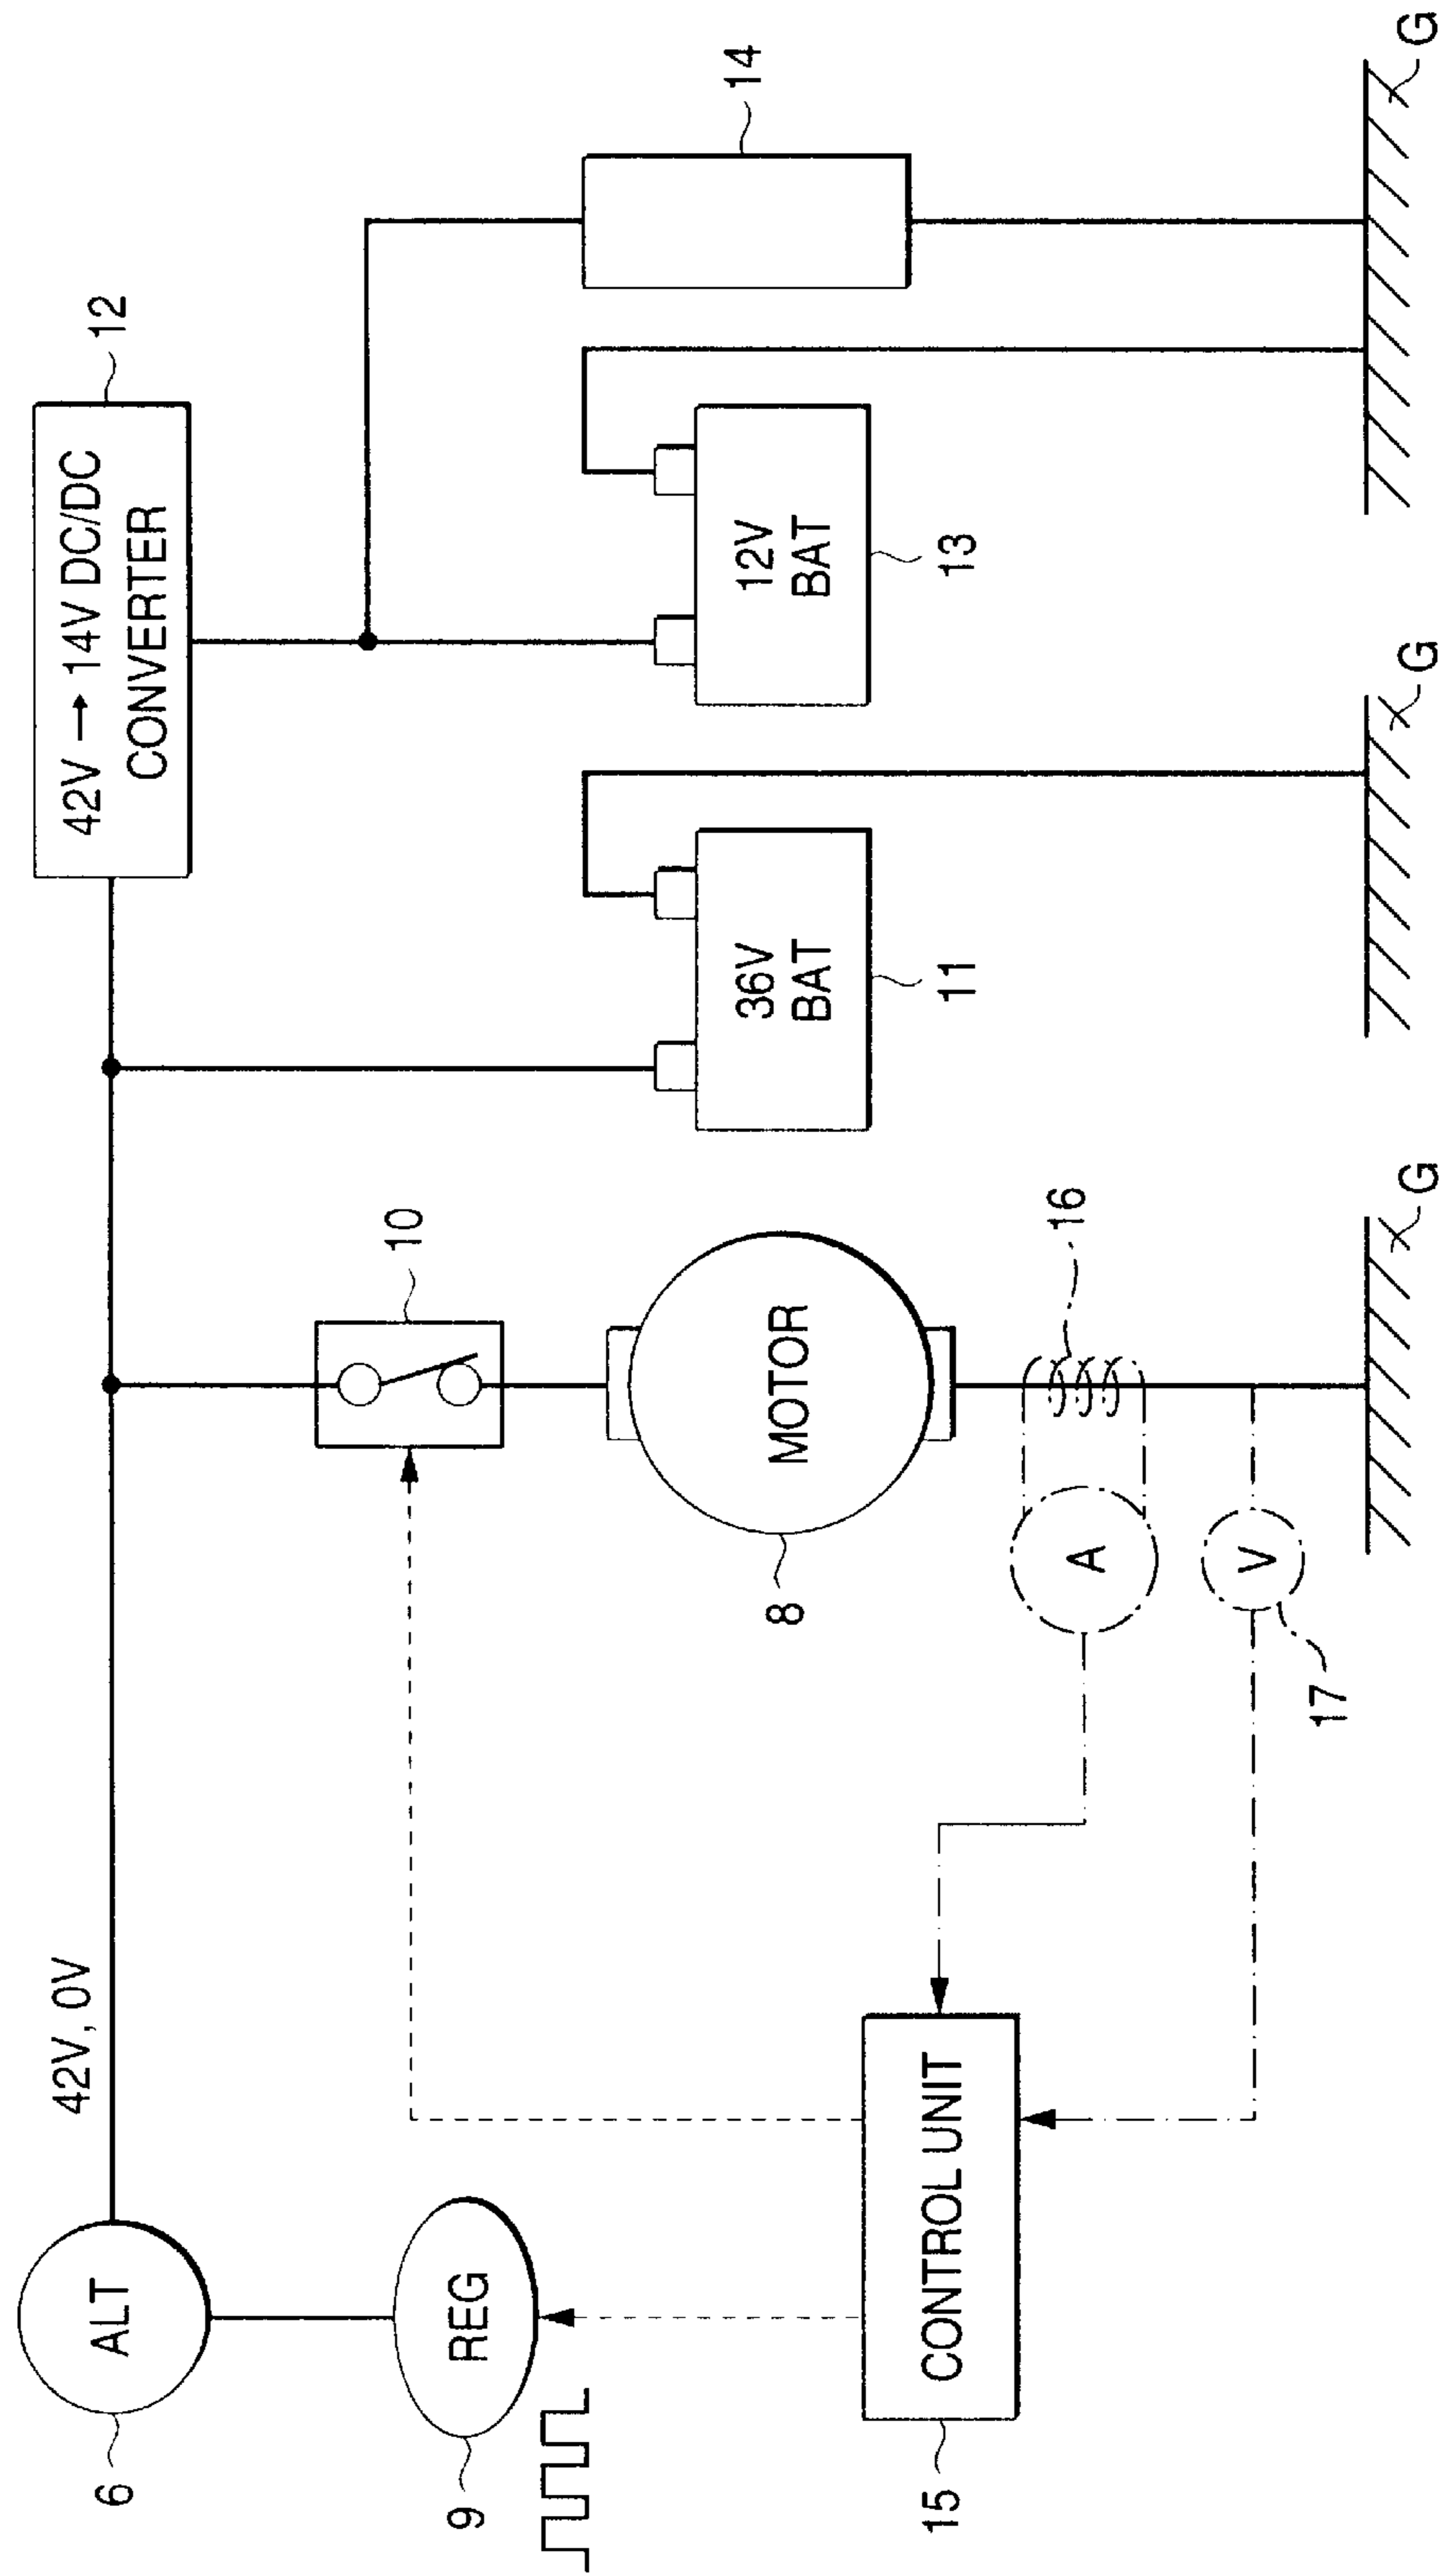 42V → 14V DC/DC
CONVERTER
12
42V, 0V
ALT
6
REG
9
10
MOTOR
8
36V
BAT
11
12V
BAT
13
14
CONTROL UNIT
15
A
16
V
17
G
G
G